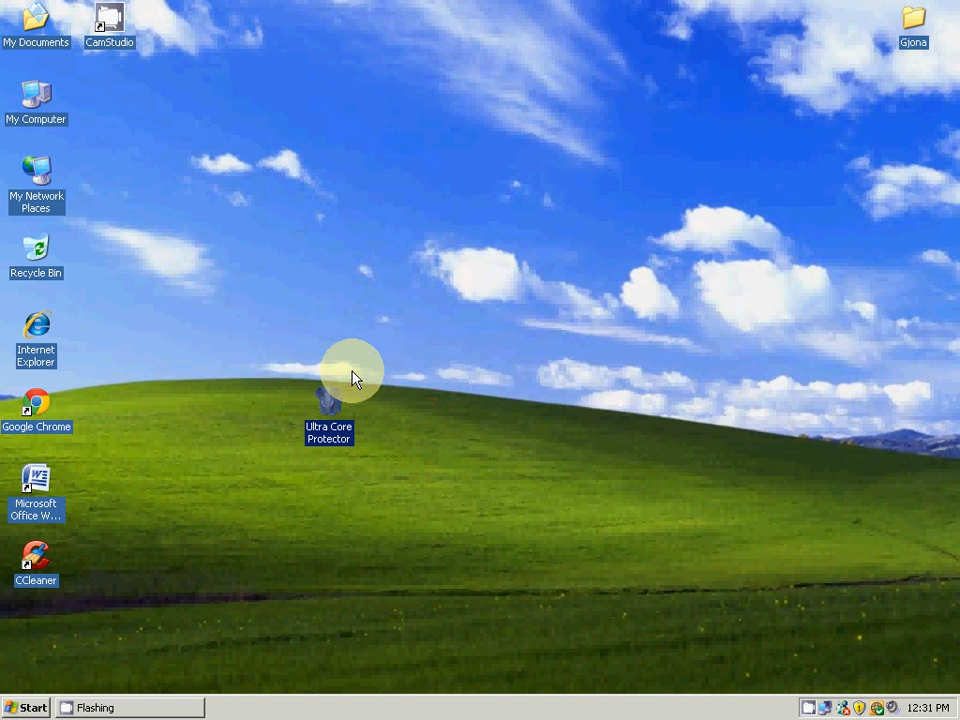 My Documents
CamStudio
Gjona
My Computer
My Network
Places
Recycle Bin
Internet
Explorer
Google Chrome
Ultra Core
Protector
Microsoft
Office W...
CCleaner
Start
Flashing
12:31 PM